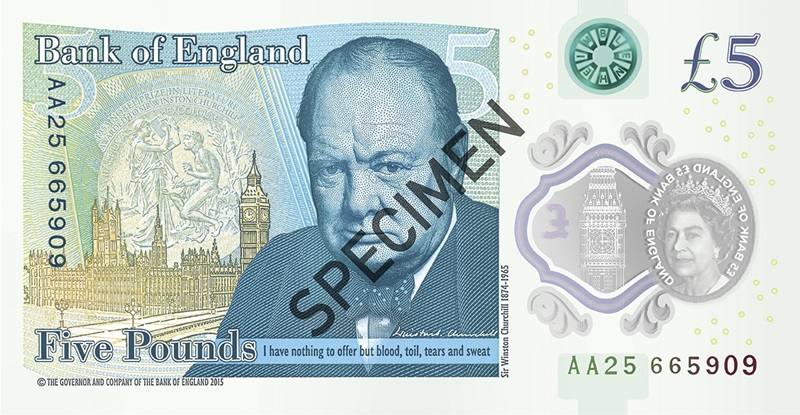 Bank of England
5
5
£5
AA25 665909
NOBEL PRIZE IN LITERATURE
SIR WINSTON CHURCHILL
SPECIMEN
£
£5 BANK OF ENGLAND £5 BANK OF ENGLAND
Sir Winston Churchill 1874-1965
Winston S. Churchill
Five Pounds
I have nothing to offer but blood, toil, tears and sweat
AA25 665909
© THE GOVERNOR AND COMPANY OF THE BANK OF ENGLAND 2015